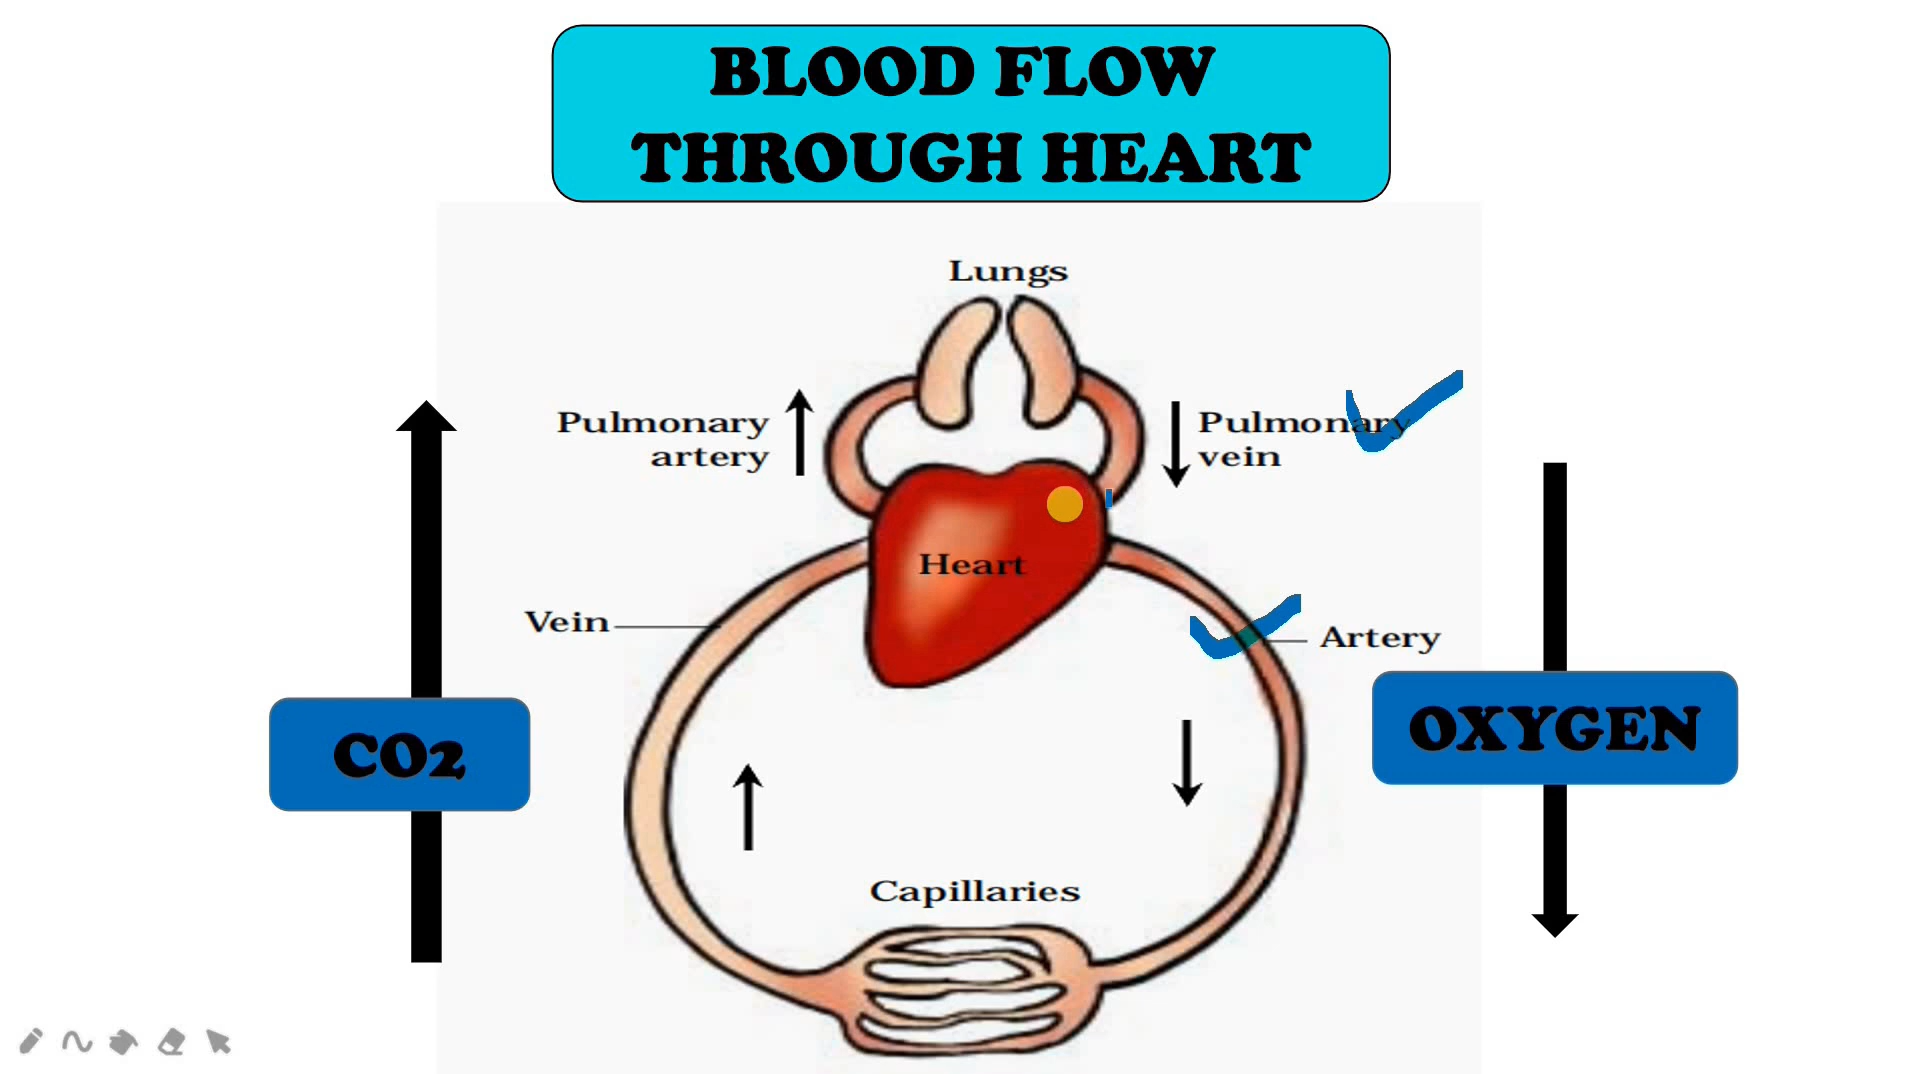 BLOOD FLOW
THROUGH HEART
Lungs
Pulmonary
artery
Pulmonary
vein
Heart
Vein
Artery
CO2
OXYGEN
Capillaries